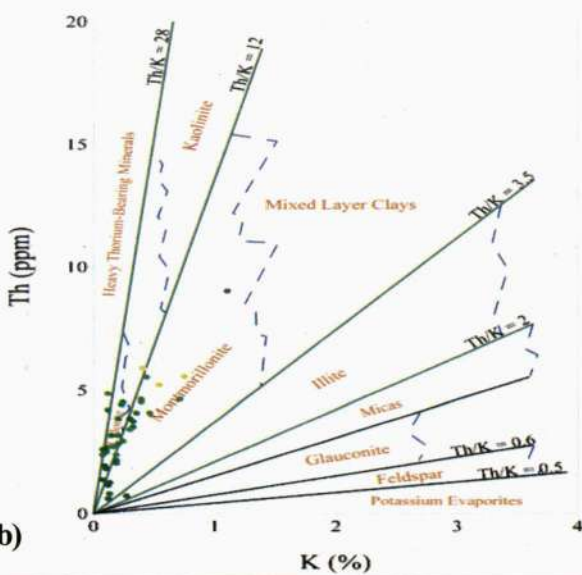 20
15
10
5
0
Th (ppm)
Th/K = 28
Th/K = 12
Heavy Thorium-Bearing Minerals
Kaolinite
Mixed Layer Clays
Th/K = 3.5
Montmorillonite
Illite
Th/K = 2
Micas
Glauconite
Th/K = 0.6
Feldspar
Th/K = 0.5
Potassium Evaporites
0
1
2
3
4
b)
K (%)